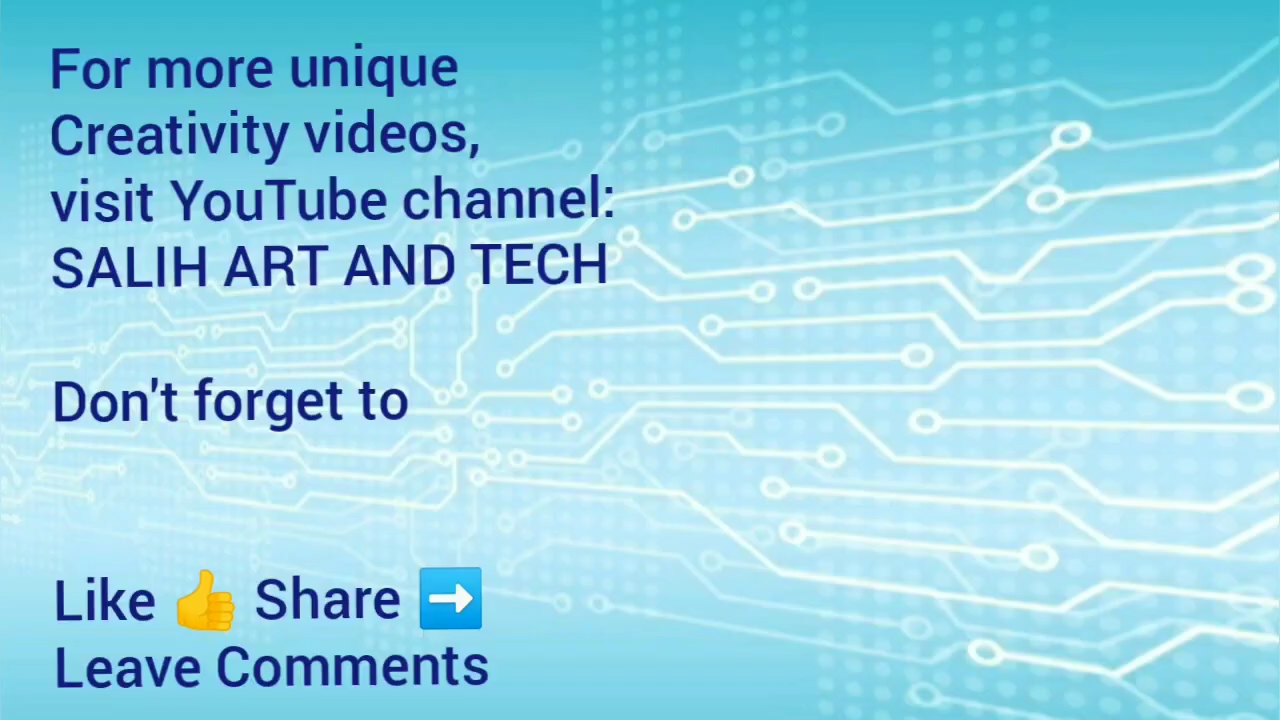 For more unique
Creativity videos,
visit YouTube channel:
SALIH ART AND TECH
Don't forget to
Like 👍 Share ➡️
Leave Comments